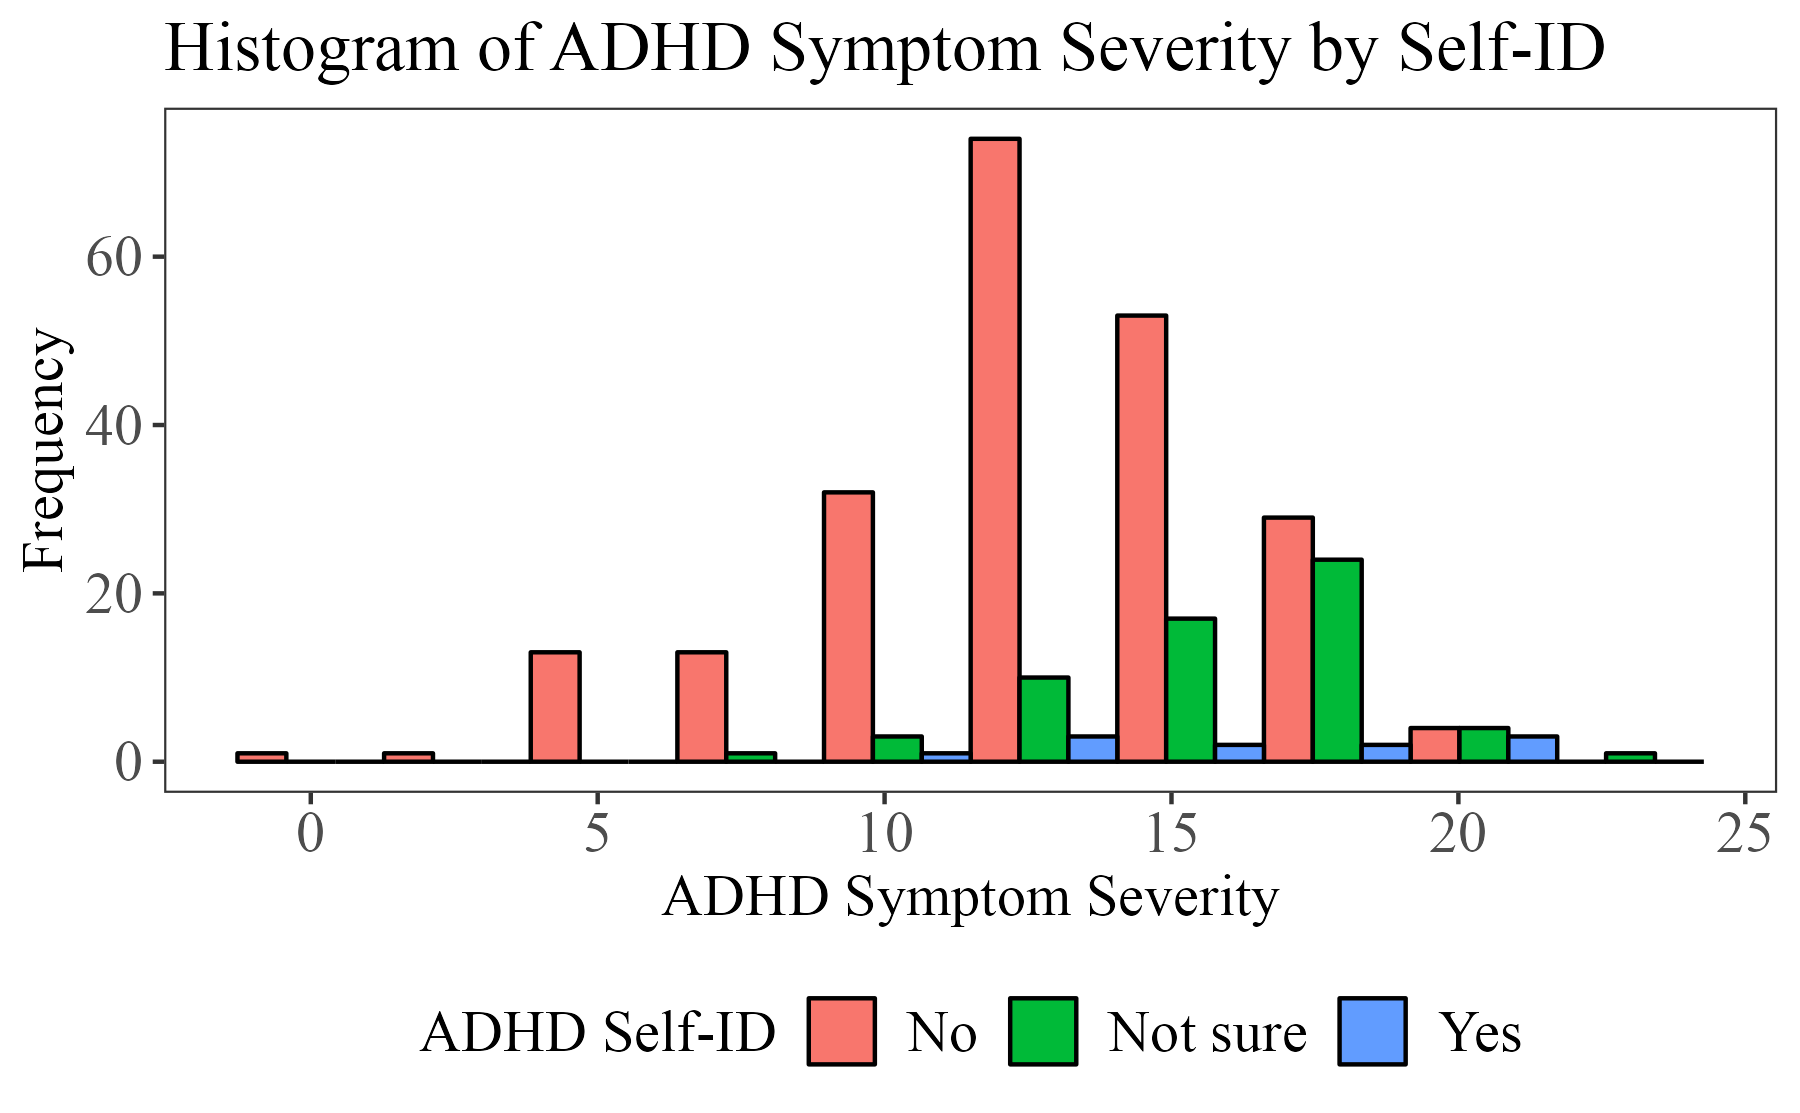 Histogram of ADHD Symptom Severity by Self-ID
Frequency
60
40
20
0
0 5 10 15 20 25
ADHD Symptom Severity
ADHD Self-ID No Not sure Yes